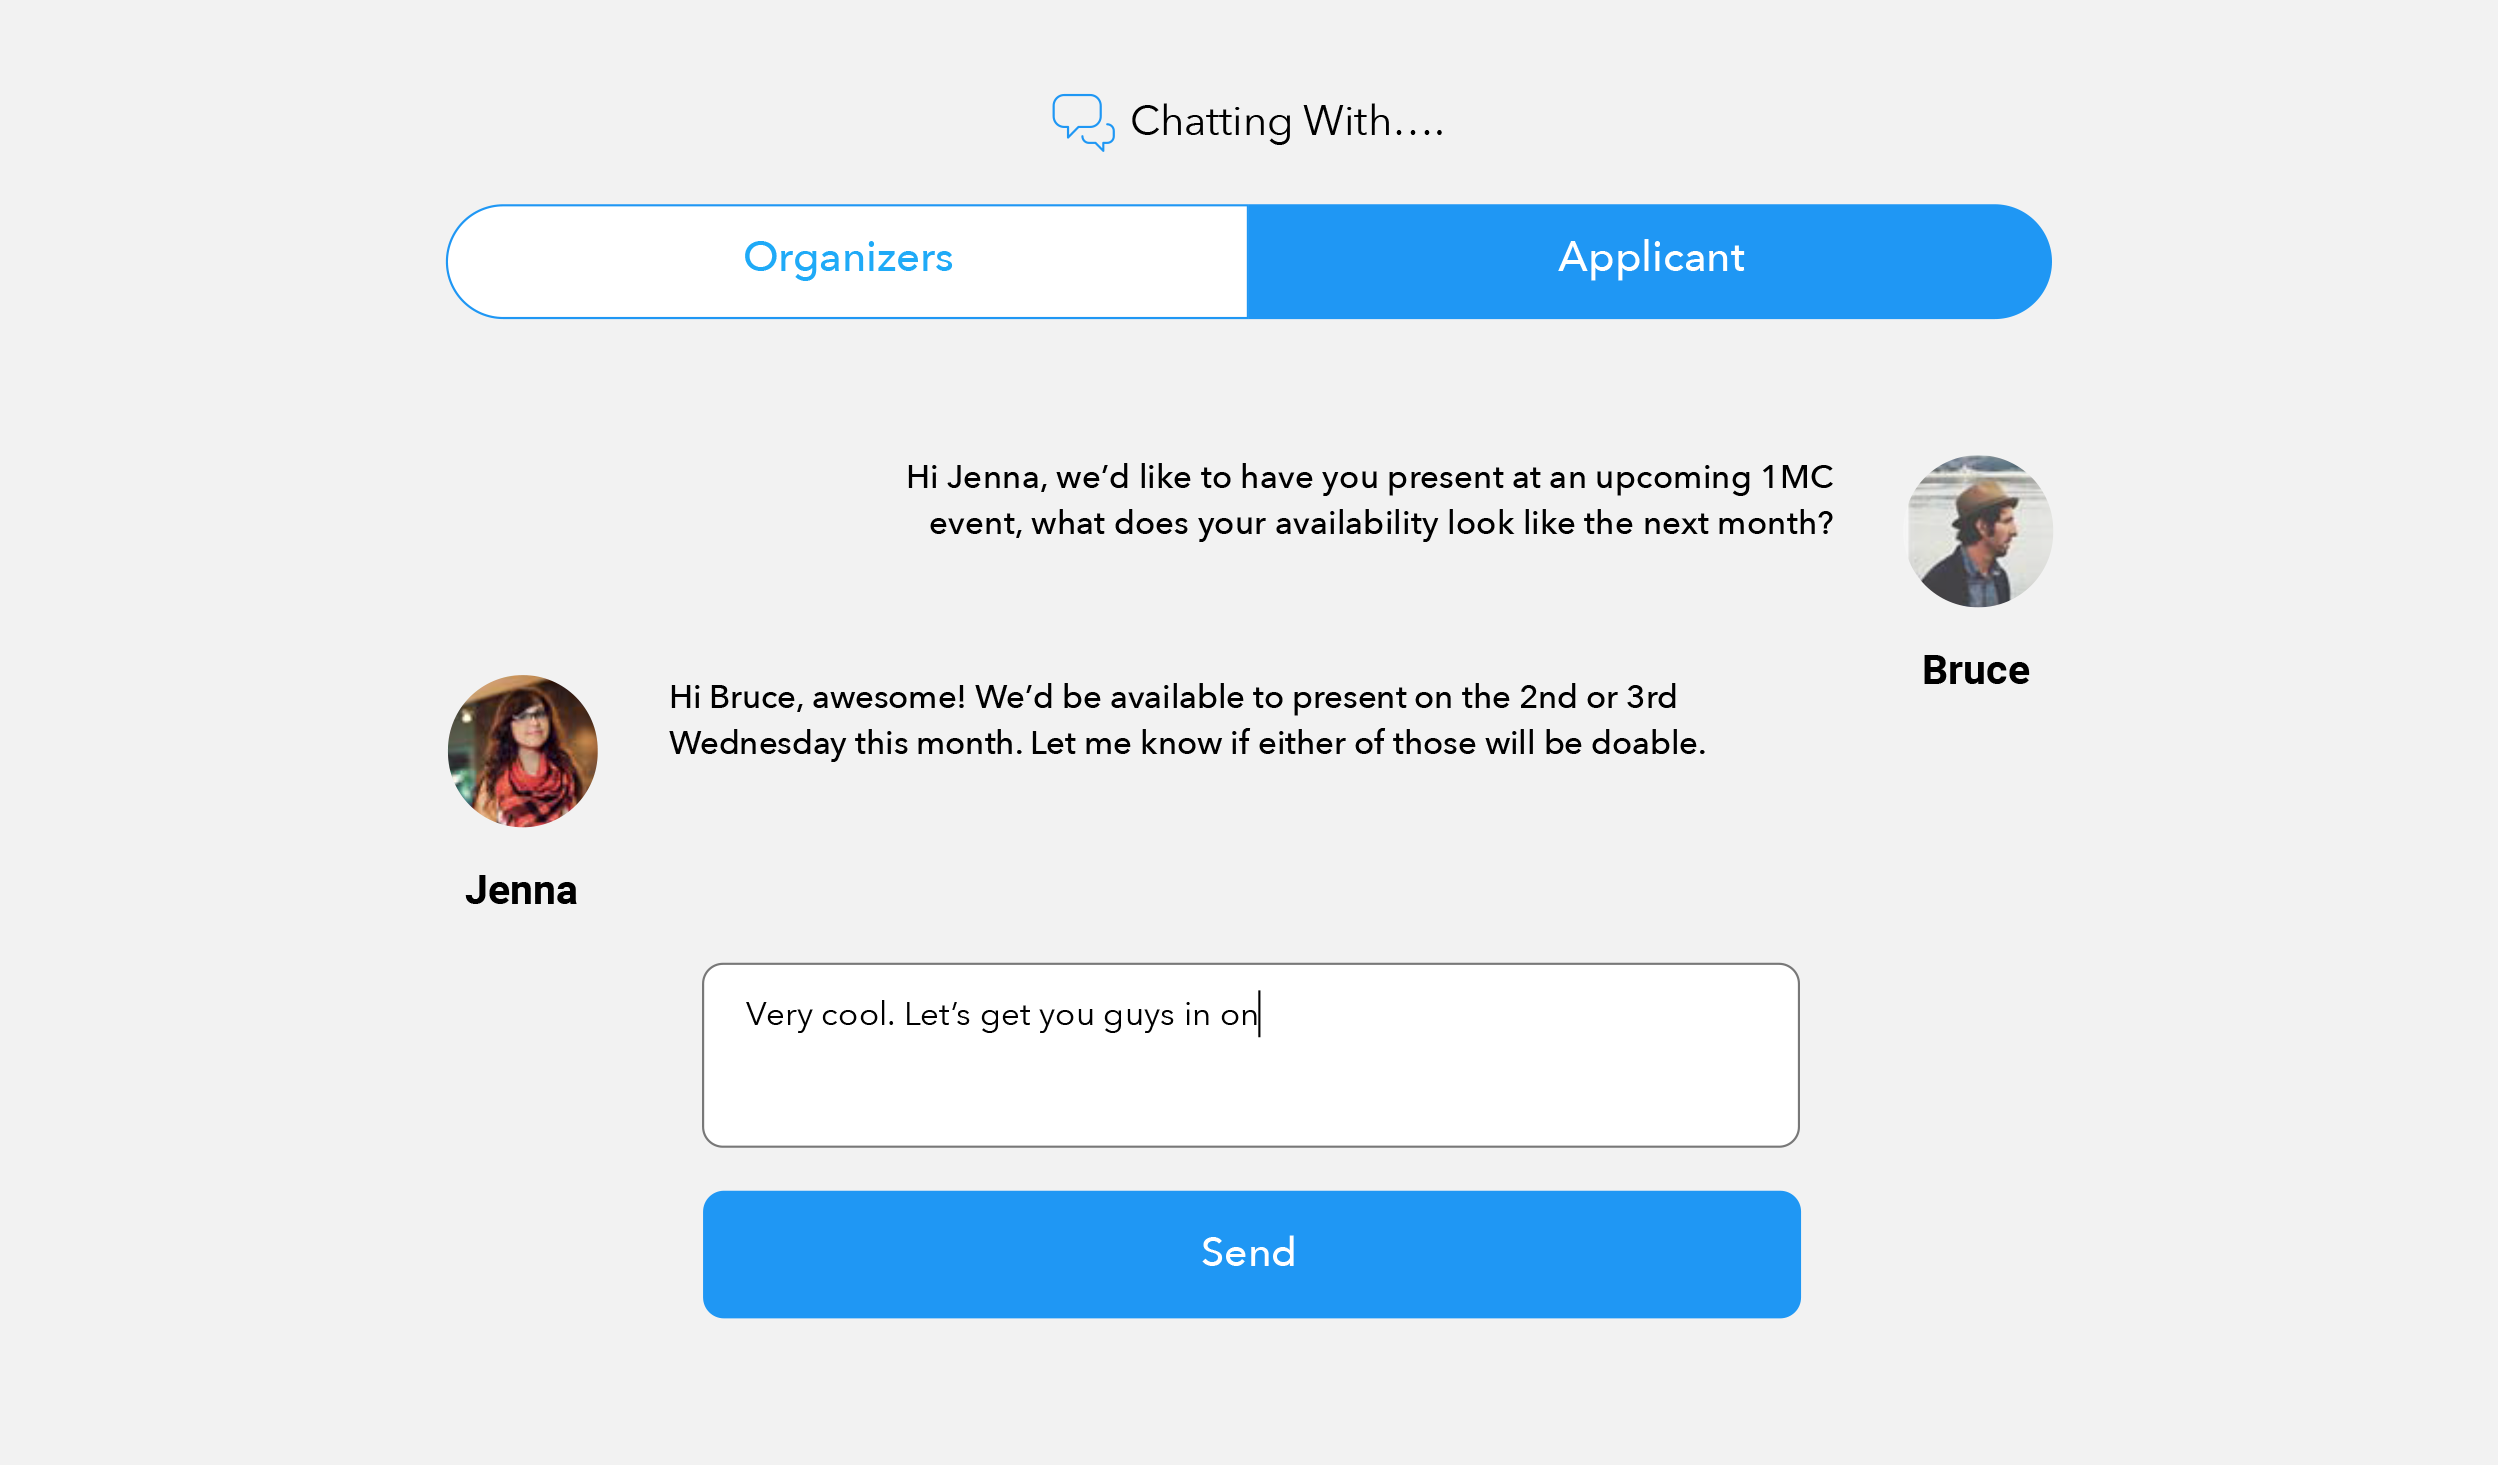 Chatting With....
Organizers
Applicant
Hi Jenna, we’d like to have you present at an upcoming 1MC
event, what does your availability look like the next month?
Bruce
Hi Bruce, awesome! We’d be available to present on the 2nd or 3rd
Wednesday this month. Let me know if either of those will be doable.
Jenna
Very cool. Let’s get you guys in on
Send